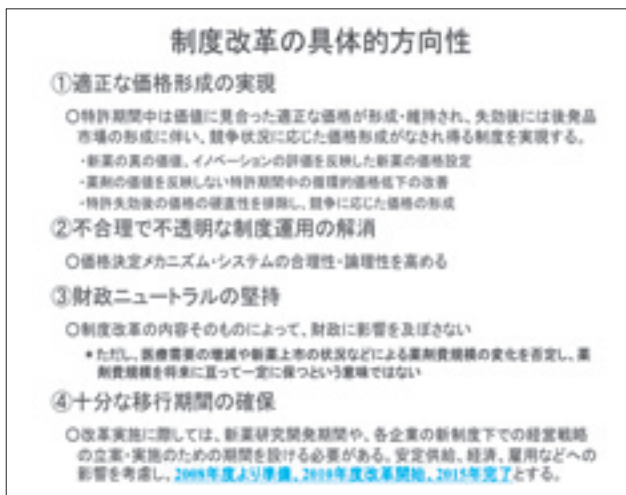 制度改革の具体的方向性
①適正な価格形成の実現
○特許期間中は価値に見合った適正な価格が形成・維持され、失効後には後発品
市場の形成に伴い、競争状況に応じた価格形成がなされ得る制度を実現する。
・新薬の真の価値、イノベーションの評価を反映した新薬の価格設定
・薬剤の価値を反映しない特許期間中の循環的価格低下の改善
・特許失効後の価格の硬直性を排除し、競争に応じた価格の形成
②不合理で不透明な制度運用の解消
○価格決定メカニズム・システムの合理性・論理性を高める
③財政ニュートラルの堅持
○制度改革の内容そのものによって、財政に影響を及ぼさない
* ただし、医療需要の増減や新薬上市の状況などによる薬剤費規模の変化を否定し、薬
剤費規模を将来に亘って一定に保つという意味ではない
④十分な移行期間の確保
○改革実施に際しては、新薬研究開発期間や、各企業の新制度下での経営戦略
の立案・実施のための期間を設ける必要がある。安定供給、経済、雇用などへの
影響を考慮し、2008年度より準備、2010年度改革開始、2015年完了とする。